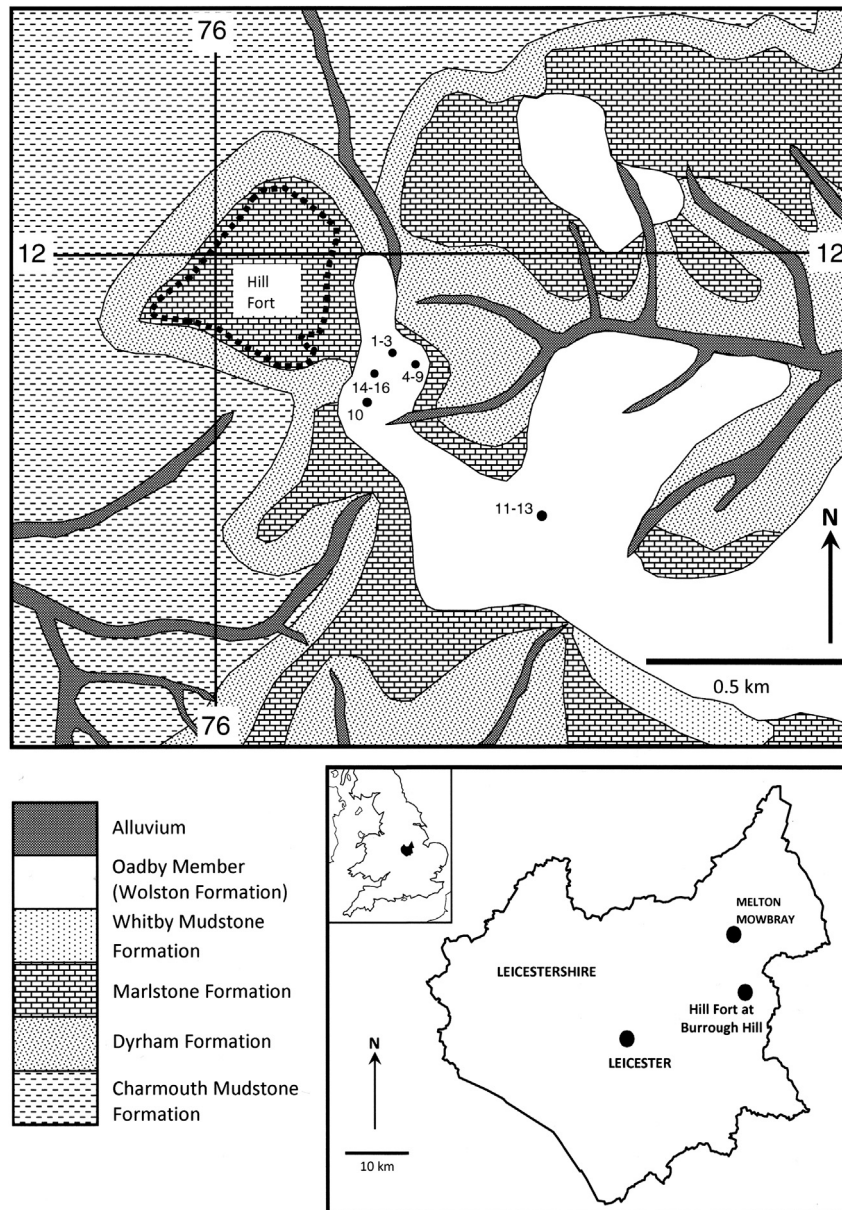 76
12
12
Hill
Fort
1-3
4-9
14-16
10
11-13
N
0.5 km
76
Alluvium
Oadby Member
(Wolston Formation)
Whitby Mudstone
Formation
Marlstone Formation
Dyrham Formation
Charmouth Mudstone
Formation
MELTON
MOWBRAY
LEICESTERSHIRE
Hill Fort at
Burrough Hill
LEICESTER
N
10 km